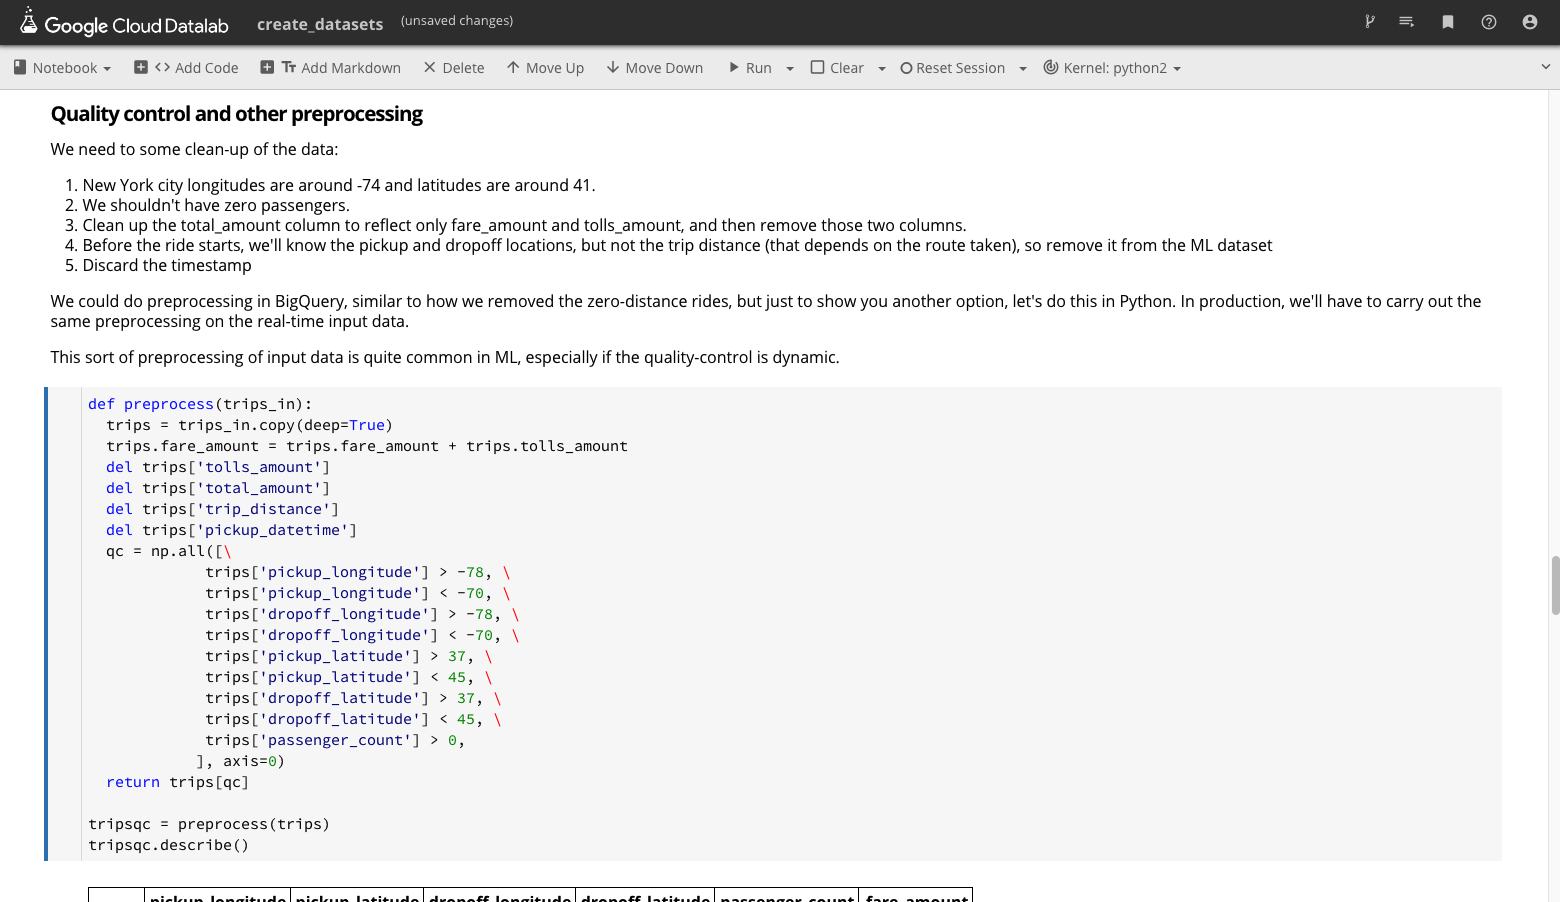 Google Cloud Datalab create_datasets (unsaved changes)
Notebook Add Code Add Markdown Delete Move Up Move Down Run Clear Reset Session Kernel: python2
Quality control and other preprocessing
We need to some clean-up of the data:
1. New York city longitudes are around -74 and latitudes are around 41.
2. We shouldn't have zero passengers.
3. Clean up the total_amount column to reflect only fare_amount and tolls_amount, and then remove those two columns.
4. Before the ride starts, we'll know the pickup and dropoff locations, but not the trip distance (that depends on the route taken), so remove it from the ML dataset
5. Discard the timestamp
We could do preprocessing in BigQuery, similar to how we removed the zero-distance rides, but just to show you another option, let's do this in Python. In production, we'll have to carry out the
same preprocessing on the real-time input data.
This sort of preprocessing of input data is quite common in ML, especially if the quality-control is dynamic.
def preprocess(trips_in):
  trips = trips_in.copy(deep=True)
  trips.fare_amount = trips.fare_amount + trips.tolls_amount
  del trips['tolls_amount']
  del trips['total_amount']
  del trips['trip_distance']
  del trips['pickup_datetime']
  qc = np.all([\
             trips['pickup_longitude'] > -78, \
             trips['pickup_longitude'] < -70, \
             trips['dropoff_longitude'] > -78, \
             trips['dropoff_longitude'] < -70, \
             trips['pickup_latitude'] > 37, \
             trips['pickup_latitude'] < 45, \
             trips['dropoff_latitude'] > 37, \
             trips['dropoff_latitude'] < 45, \
             trips['passenger_count'] > 0,
            ], axis=0)
  return trips[qc]
tripsqc = preprocess(trips)
tripsqc.describe()
pickup_longitude pickup_latitude dropoff_longitude dropoff_latitude passenger_count fare_amount